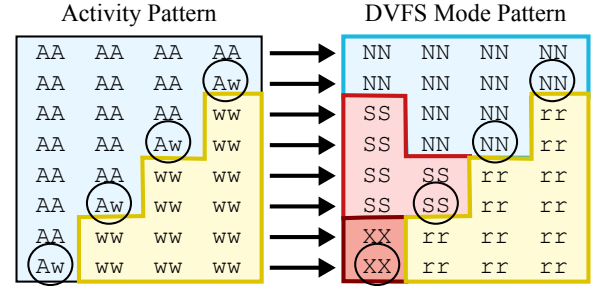 Activity Pattern DVFS Mode Pattern
AA AA AA AA NN NN NN NN
AA AA AA Aw NN NN NN NN
AA AA AA ww SS NN NN rr
AA AA Aw ww SS NN NN rr
AA AA ww ww SS SS rr rr
AA Aw ww ww SS SS rr rr
AA ww ww ww XX rr rr rr
Aw ww ww ww XX rr rr rr